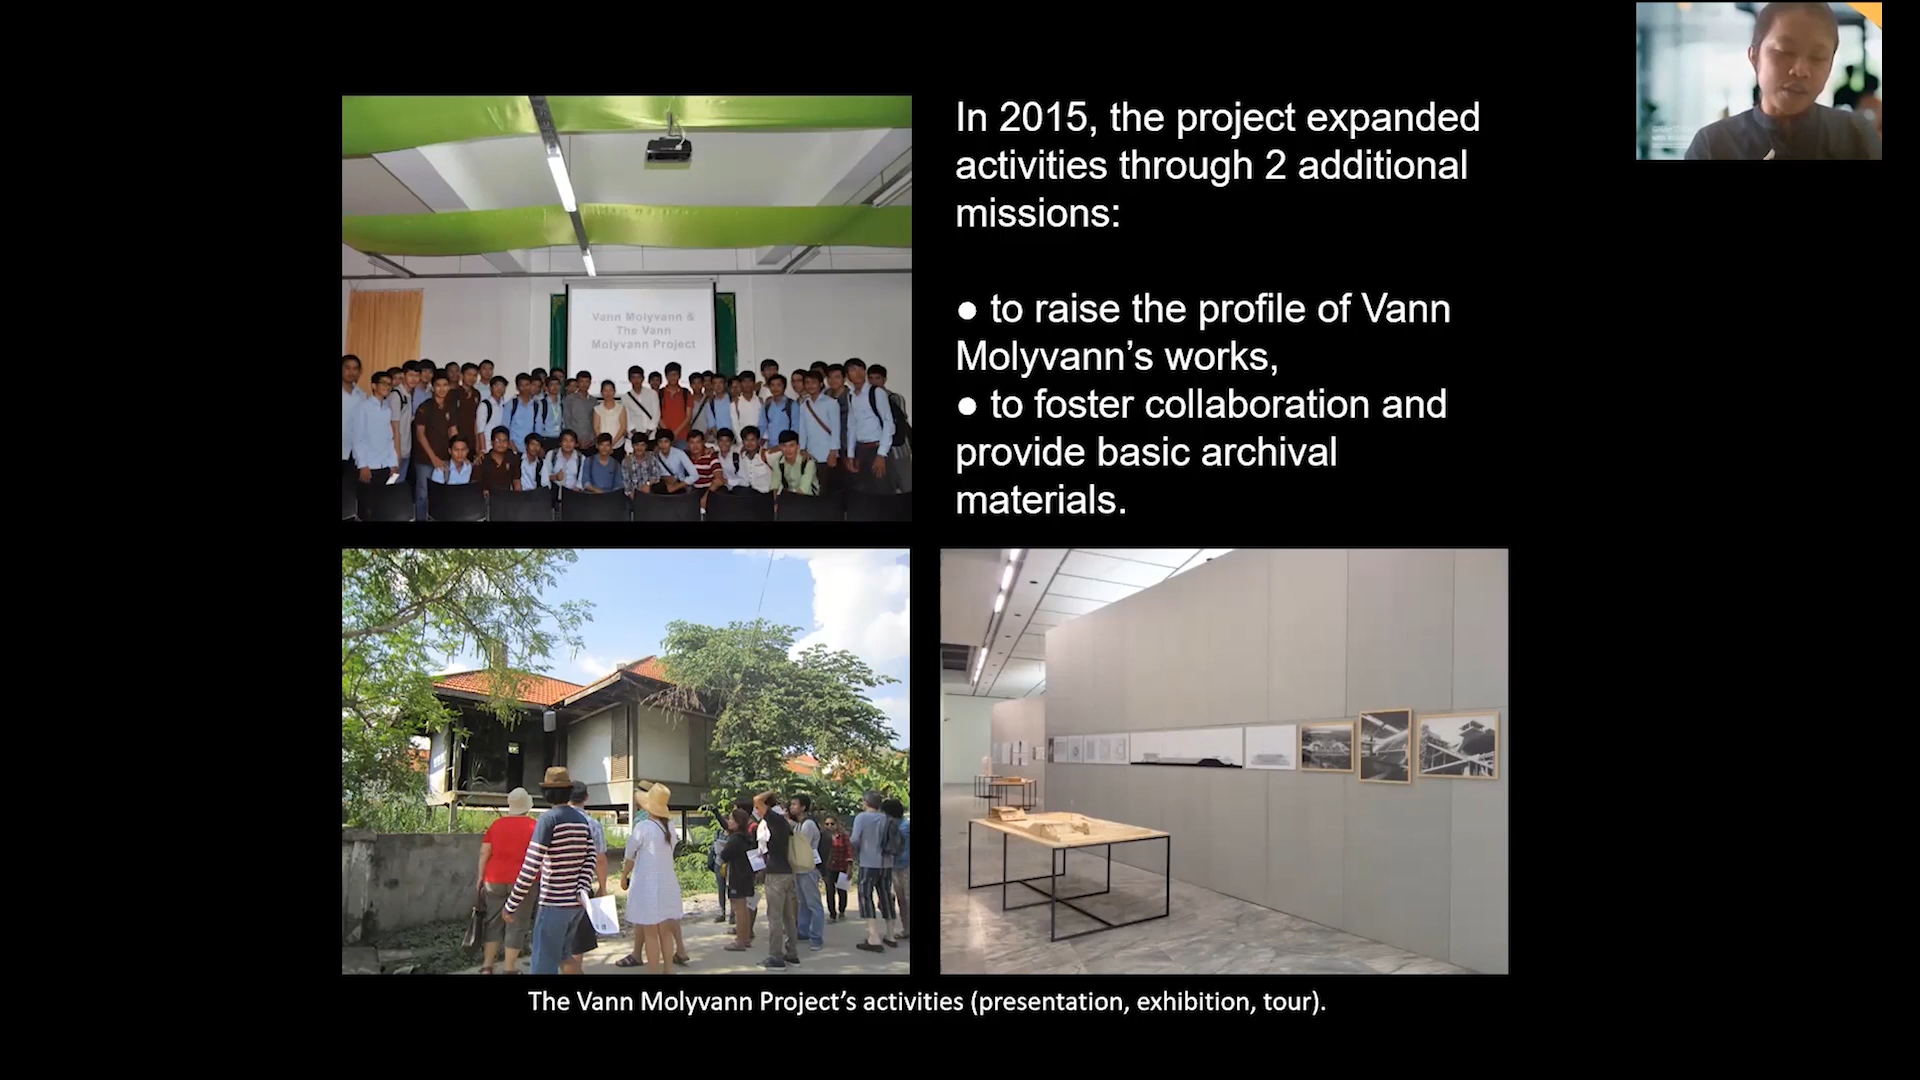 In 2015, the project expanded
activities through 2 additional
missions:
● to raise the profile of Vann
Molyvann’s works,
● to foster collaboration and
provide basic archival
materials.
Vann Molyvann &
The Vann
Molyvann Project
The Vann Molyvann Project’s activities (presentation, exhibition, tour).